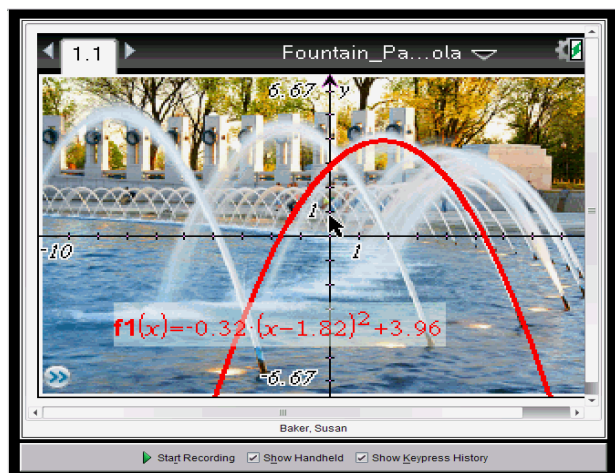 1.1
Fountain_Pa...ola
6.67
y
1
-10
1
f1(x)=-0.32·(x-1.82)²+3.96
-6.67
Baker, Susan
Start Recording Show Handheld Show Keypress History